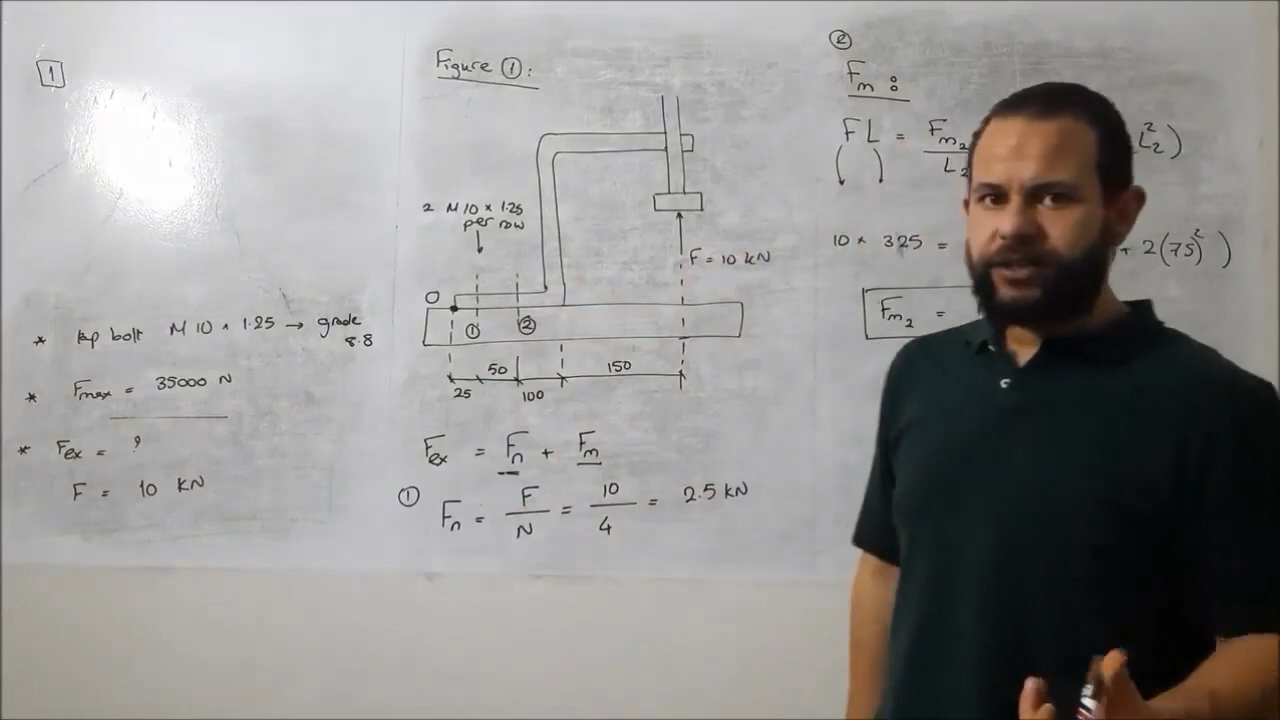 1
* tap bolt M 10 × 1.25 → grade 8.8
* Fmax = 35000 N
* Fex = ?
F = 10 kN
Figure ①:
2 M 10 × 1.25
per row
F = 10 kN
O
① ②
50 150
25 100
Fex = Fn + Fm
① Fn = F / N = 10 / 4 = 2.5 kN
②
Fm :
FL = Fm2 / L2 L2²)
10 × 325 = + 2(75)²)
Fm2 =